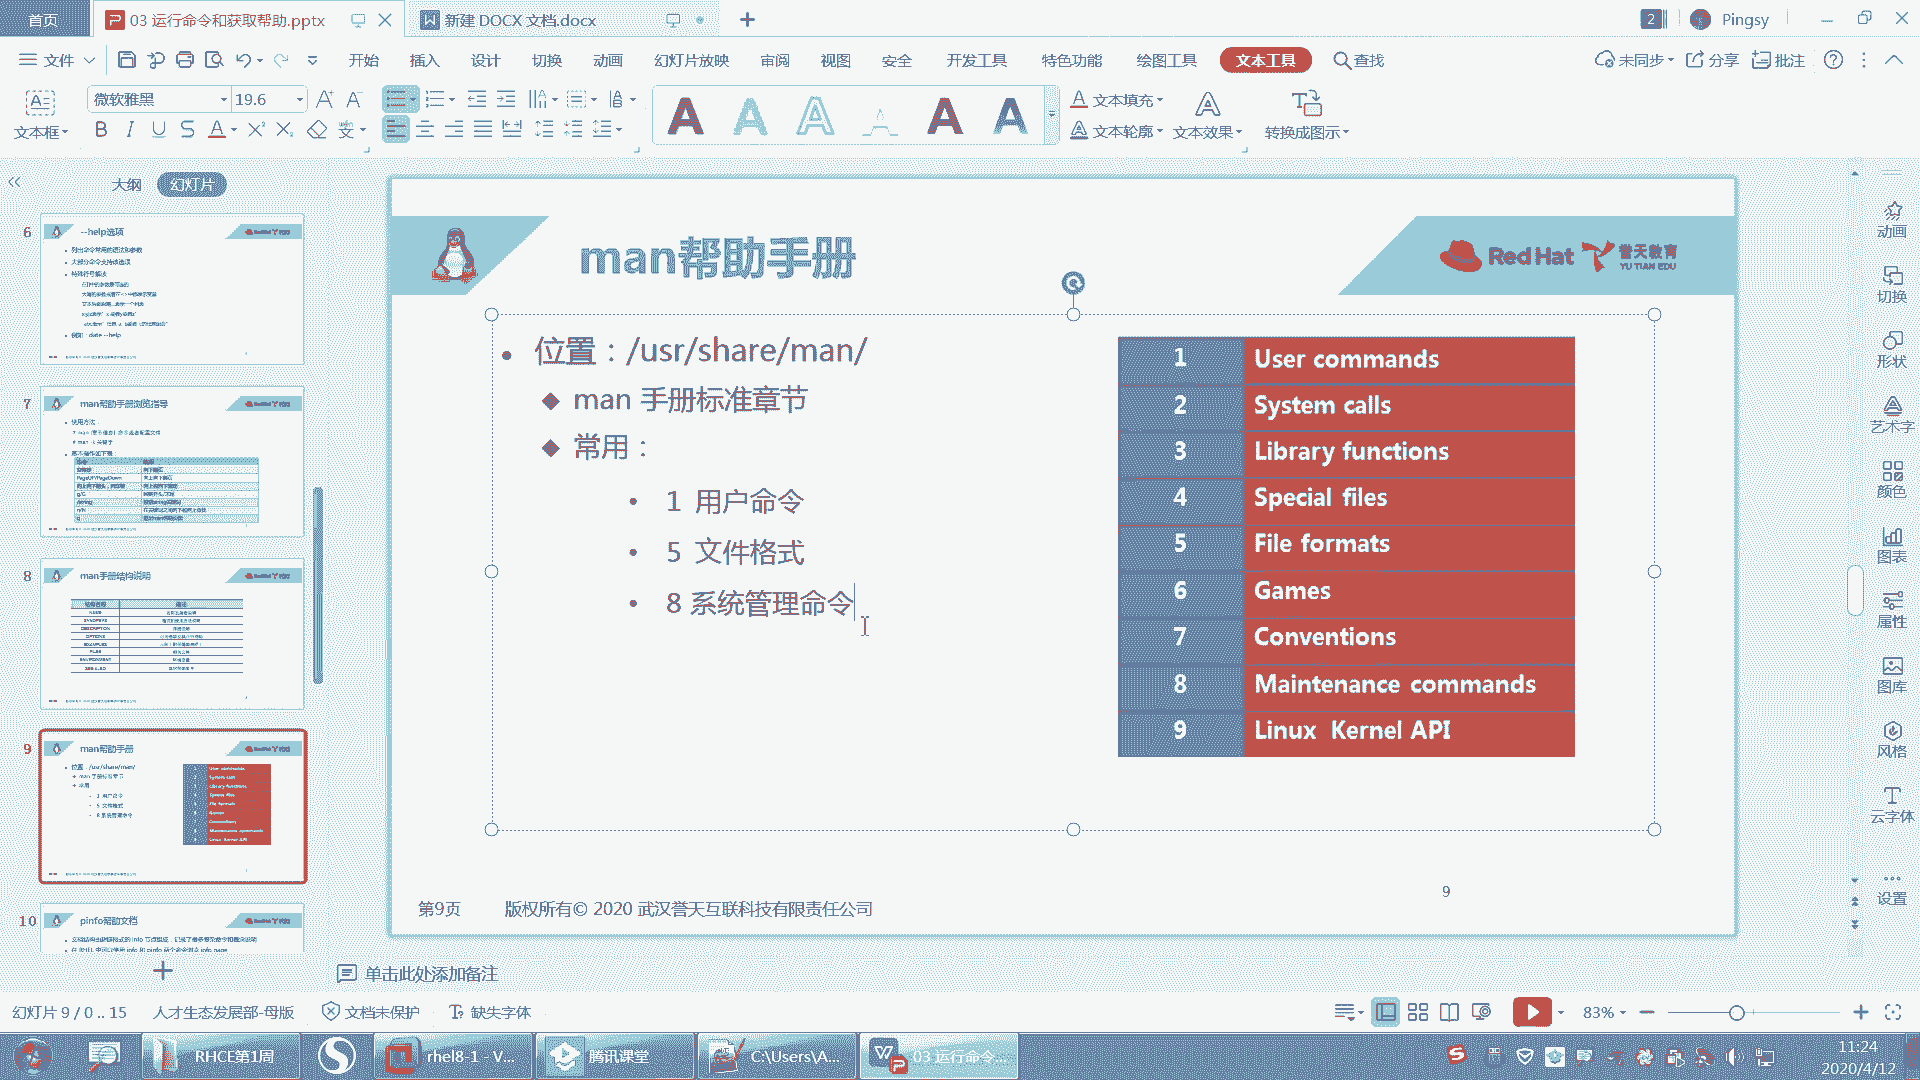 首页
03 运行命令和获取帮助.pptx
新建 DOCX 文档.docx
2
Pingsy
文件
开始
插入
设计
切换
动画
幻灯片放映
审阅
视图
安全
开发工具
特色功能
绘图工具
文本工具
查找
未同步
分享
批注
文本框
微软雅黑
19.6
文本填充
文本轮廓
文本效果
转换成图示
大纲
幻灯片
6
--help选项
7
man帮助手册浏览指导
8
man手册结构说明
9
man帮助手册
10
pinfo帮助文档
man帮助手册
Red Hat
誉天教育
YU TIAN EDU
位置：/usr/share/man/
man 手册标准章节
常用：
1 用户命令
5 文件格式
8 系统管理命令
1 User commands
2 System calls
3 Library functions
4 Special files
5 File formats
6 Games
7 Conventions
8 Maintenance commands
9 Linux Kernel API
第9页
版权所有© 2020 武汉誉天互联科技有限责任公司
9
动画
切换
形状
艺术字
颜色
图表
属性
图库
风格
云字体
设置
单击此处添加备注
幻灯片 9 / 0 .. 15
人才生态发展部-母版
文档未保护
缺失字体
83%
RHCE第1周
rhel8-1 - V...
腾讯课堂
C:\Users\A...
03 运行命令...
11:24
2020/4/12